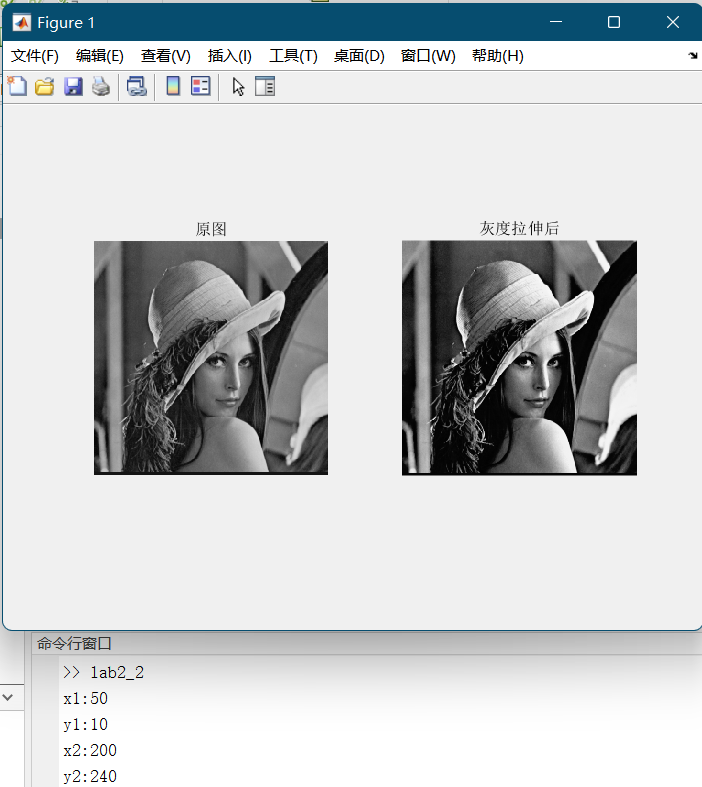 Figure 1
文件(F) 编辑(E) 查看(V) 插入(I) 工具(T) 桌面(D) 窗口(W) 帮助(H)
原图 灰度拉伸后
命令行窗口
>> lab2_2
x1:50
y1:10
x2:200
y2:240